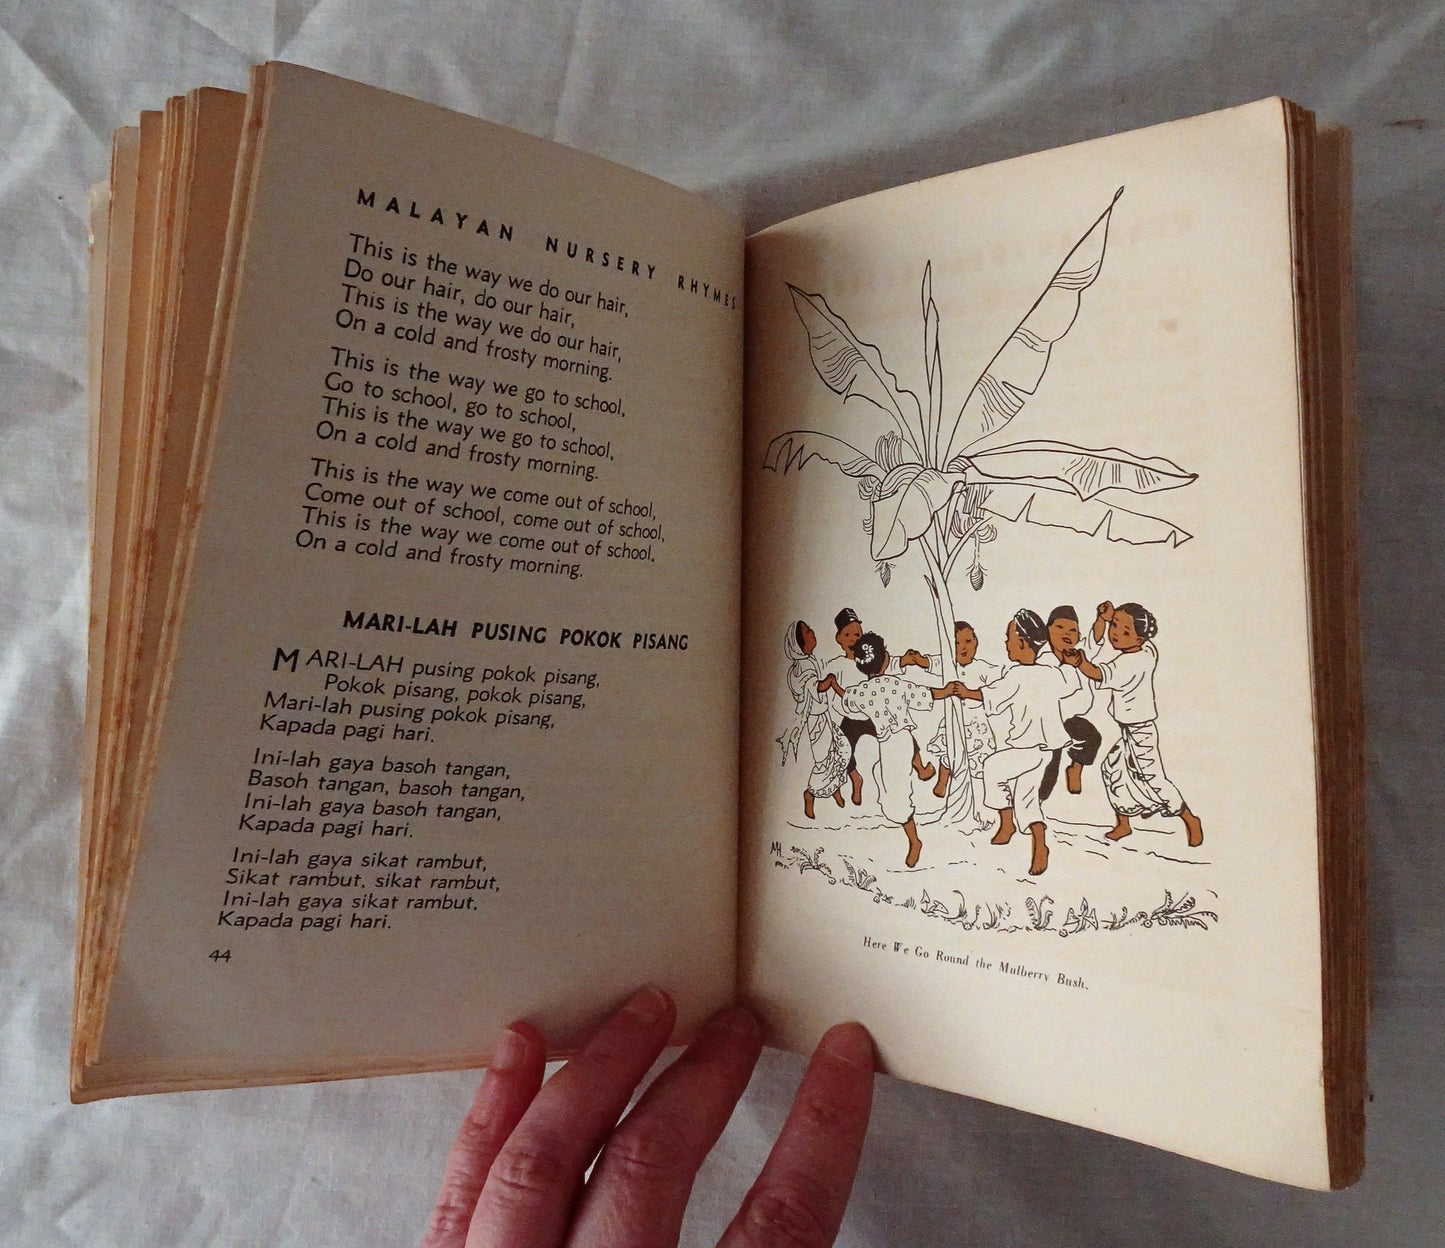 MALAYAN NURSERY RHYMES
This is the way we do our hair,
Do our hair, do our hair,
This is the way we do our hair,
On a cold and frosty morning.
This is the way we go to school,
Go to school, go to school,
This is the way we go to school,
On a cold and frosty morning.
This is the way we come out of school,
Come out of school, come out of school,
This is the way we come out of school,
On a cold and frosty morning.
MARI-LAH PUSING POKOK PISANG
MARI-LAH pusing pokok pisang,
Pokok pisang, pokok pisang,
Mari-lah pusing pokok pisang,
Kapada pagi hari.
Ini-lah gaya basoh tangan,
Basoh tangan, basoh tangan,
Ini-lah gaya basoh tangan,
Kapada pagi hari.
Ini-lah gaya sikat rambut,
Sikat rambut, sikat rambut,
Ini-lah gaya sikat rambut,
Kapada pagi hari.
44
MH
Here We Go Round the Mulberry Bush.